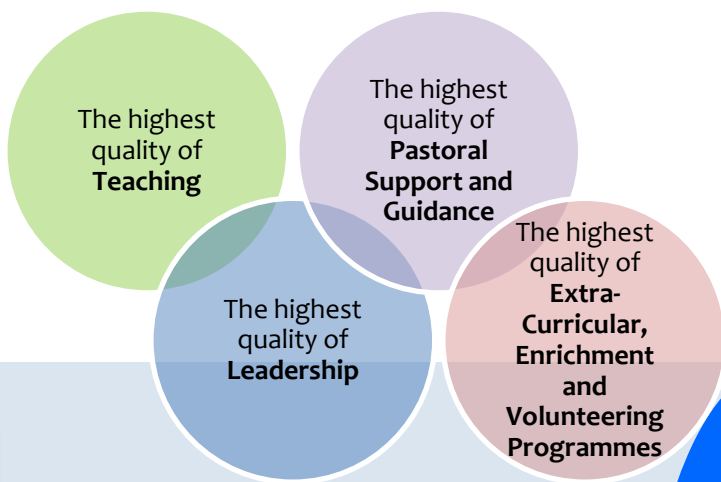 The highest
quality of
Teaching
The highest
quality of
Pastoral
Support and
Guidance
The highest
quality of
Leadership
The highest
quality of
Extra-
Curricular,
Enrichment
and
Volunteering
Programmes